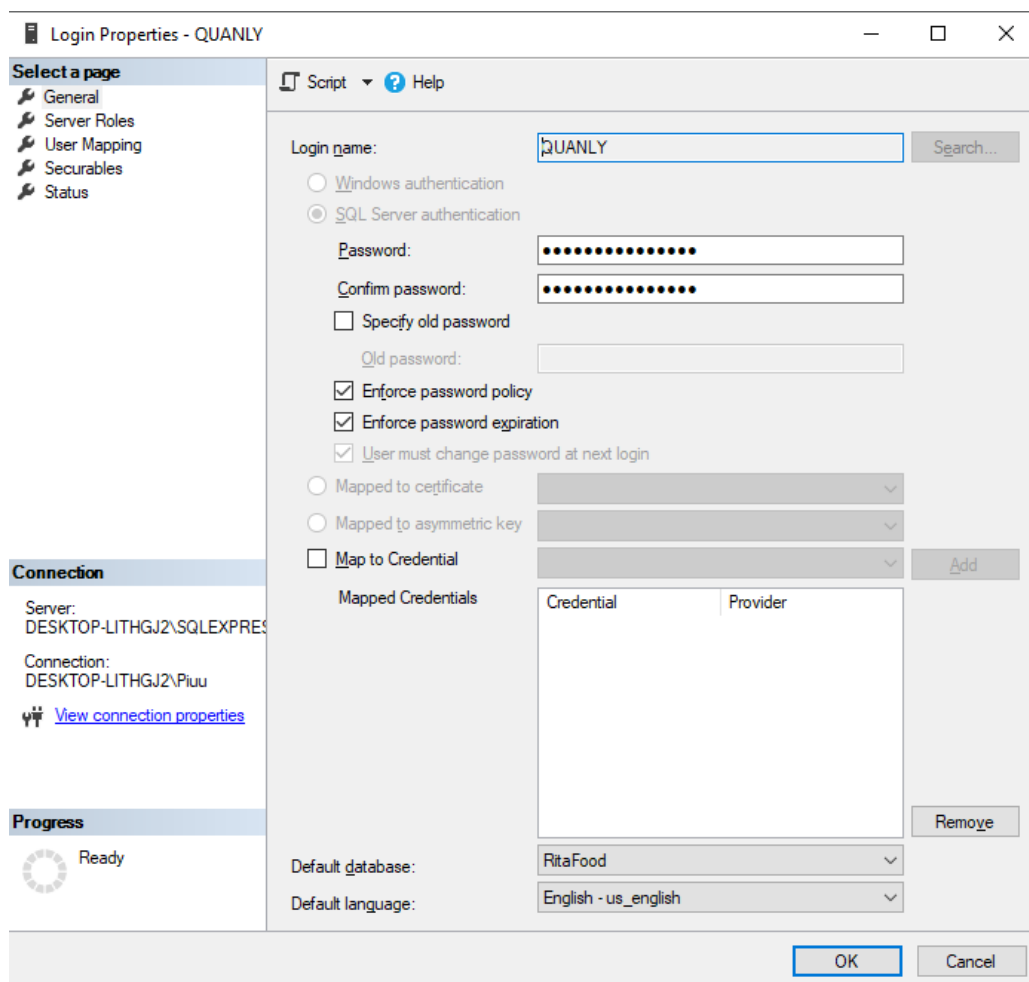 Login Properties - QUANLY
Select a page
General
Server Roles
User Mapping
Securables
Status
Connection
Server:
DESKTOP-LITHGJ2\SQLEXPRES
Connection:
DESKTOP-LITHGJ2\Piuu
View connection properties
Progress
Ready
Script Help
Login name: QUANLY Search...
Windows authentication
SQL Server authentication
Password: ●●●●●●●●●●●●●●●
Confirm password: ●●●●●●●●●●●●●●●
Specify old password
Old password:
Enforce password policy
Enforce password expiration
User must change password at next login
Mapped to certificate
Mapped to asymmetric key
Map to Credential Add
Mapped Credentials Credential Provider
Remove
Default database: RitaFood
Default language: English - us_english
OK Cancel